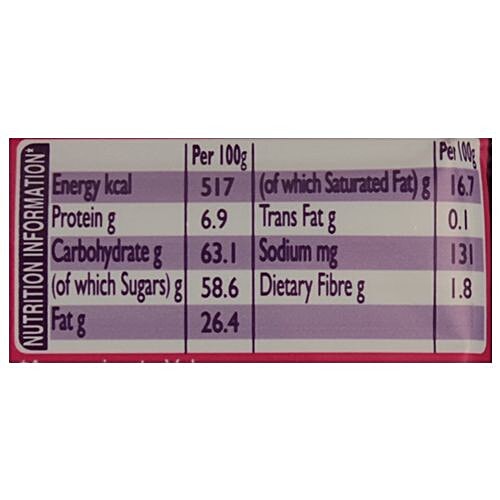 NUTRITION INFORMATION*
Per 100g
Energy kcal 517
Protein g 6.9
Carbohydrate g 63.1
(of which Sugars) g 58.6
Fat g 26.4
Per 100g
(of which Saturated Fat) g 16.7
Trans Fat g 0.1
Sodium mg 131
Dietary Fibre g 1.8